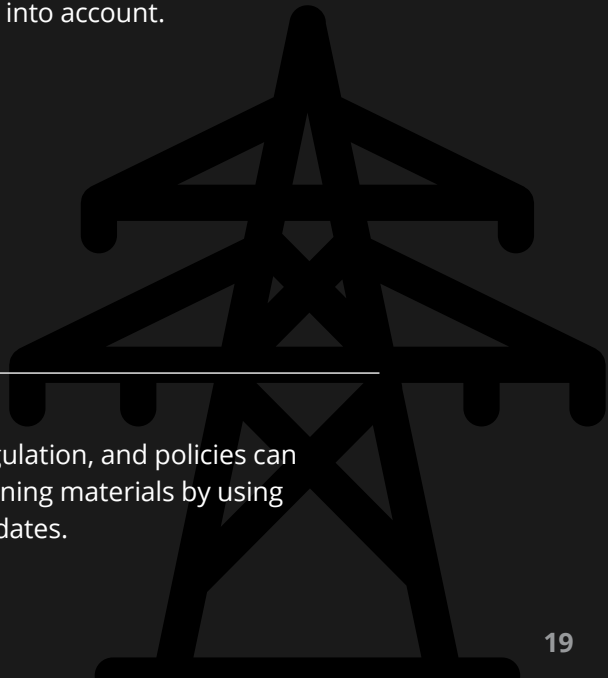 into account.
gulation, and policies can
ning materials by using
dates.
19